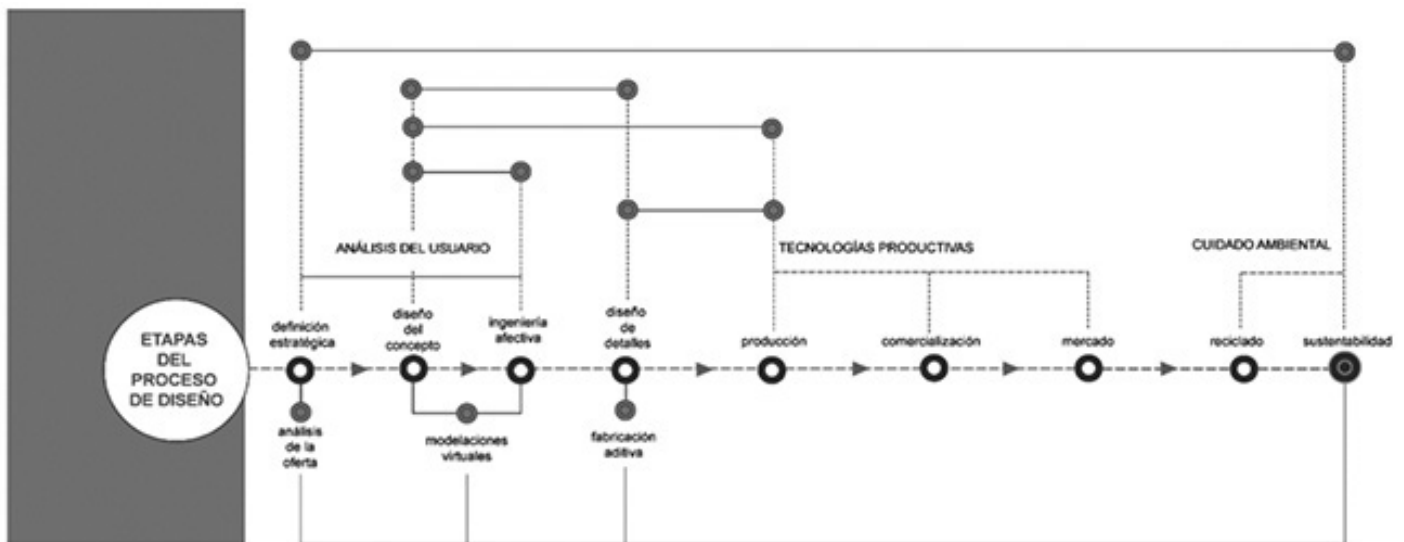 ANÁLISIS DEL USUARIO
TECNOLOGÍAS PRODUCTIVAS
CUIDADO AMBIENTAL
ETAPAS
DEL
PROCESO
DE DISEÑO
definición
estratégica
diseño
del
concepto
ingeniería
afectiva
diseño
de
detalles
producción
comercialización
mercado
reciclado
sustentabilidad
análisis
de la
oferta
modelaciones
virtuales
fabricación
aditiva